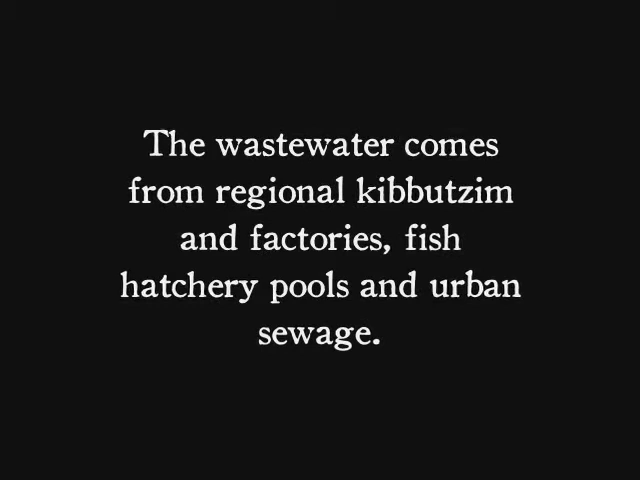 The wastewater comes
from regional kibbutzim
and factories, fish
hatchery pools and urban
sewage.